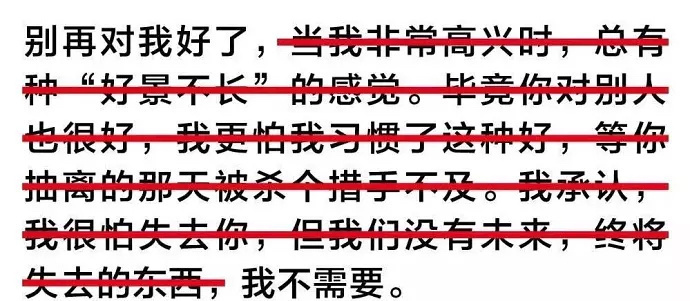 别再对我好了，当我非常高兴时，总有
种“好景不长”的感觉。毕竟你对别人
也很好，我更怕我习惯了这种好，等你
抽离的那天被杀个措手不及。我承认，
我很怕失去你，但我们没有未来，终将
失去的东西，我不需要。